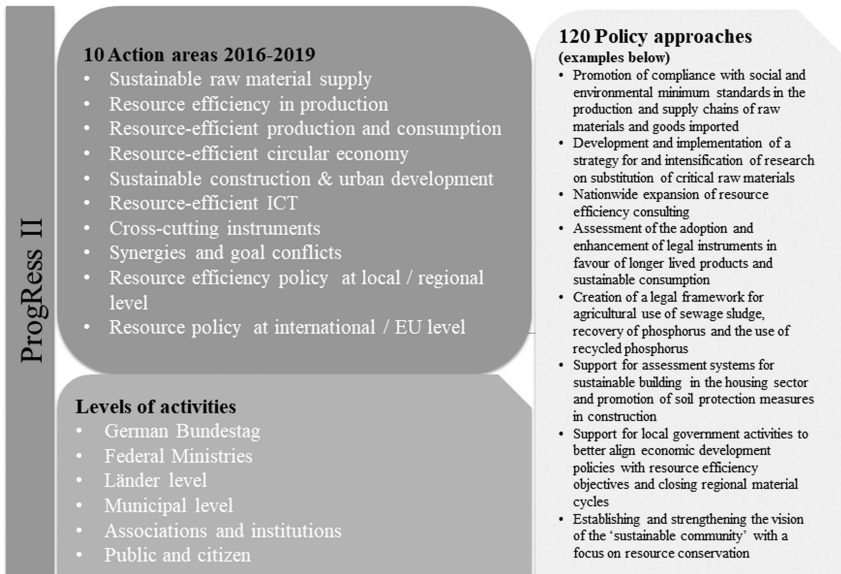 ProgRess II
10 Action areas 2016-2019
• Sustainable raw material supply
• Resource efficiency in production
• Resource-efficient production and consumption
• Resource-efficient circular economy
• Sustainable construction & urban development
• Resource-efficient ICT
• Cross-cutting instruments
• Synergies and goal conflicts
• Resource efficiency policy at local / regional
level
• Resource policy at international / EU level
Levels of activities
• German Bundestag
• Federal Ministries
• Länder level
• Municipal level
• Associations and institutions
• Public and citizen
120 Policy approaches
(examples below)
• Promotion of compliance with social and
environmental minimum standards in the
production and supply chains of raw
materials and goods imported
• Development and implementation of a
strategy for and intensification of research
on substitution of critical raw materials
• Nationwide expansion of resource
efficiency consulting
• Assessment of the adoption and
enhancement of legal instruments in
favour of longer lived products and
sustainable consumption
• Creation of a legal framework for
agricultural use of sewage sludge,
recovery of phosphorus and the use of
recycled phosphorus
• Support for assessment systems for
sustainable building in the housing sector
and promotion of soil protection measures
in construction
• Support for local government activities to
better align economic development
policies with resource efficiency
objectives and closing regional material
cycles
• Establishing and strengthening the vision
of the ‘sustainable community’ with a
focus on resource conservation